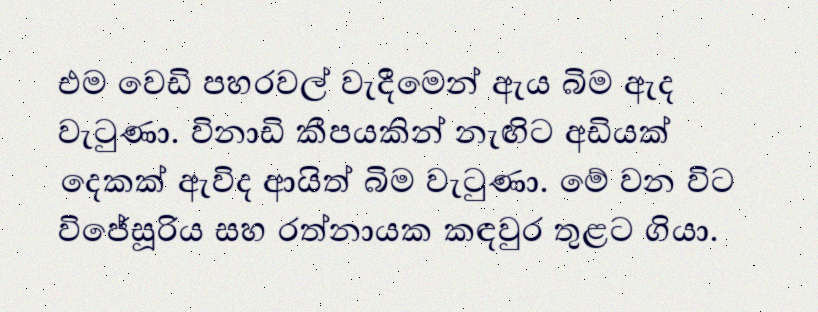 එම වෙඩි පහරවල් වැදීමෙන් ඇය බිම ඇද
වැටුණා. විනාඩි කීපයකින් නැඟිට අඩියක්
දෙකක් ඇවිද ආයිත් බිම වැටුණා. මේ වන විට
විජේසූරිය සහ රත්නායක කඳවුර තුළට ගියා.